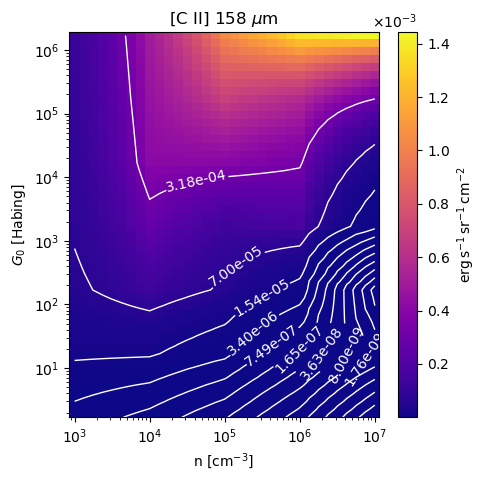 [C II] 158 μm
×10⁻³
10⁶
10⁵
10⁴
10³
10²
10¹
G₀ [Habing]
10³
10⁴
10⁵
10⁶
10⁷
n [cm⁻³]
3.18e-04
7.00e-05
1.54e-05
3.40e-06
7.49e-07
1.65e-07
3.63e-08
8.00e-09
1.76e-09
1.4
1.2
1.0
0.8
0.6
0.4
0.2
erg s⁻¹ sr⁻¹ cm⁻²